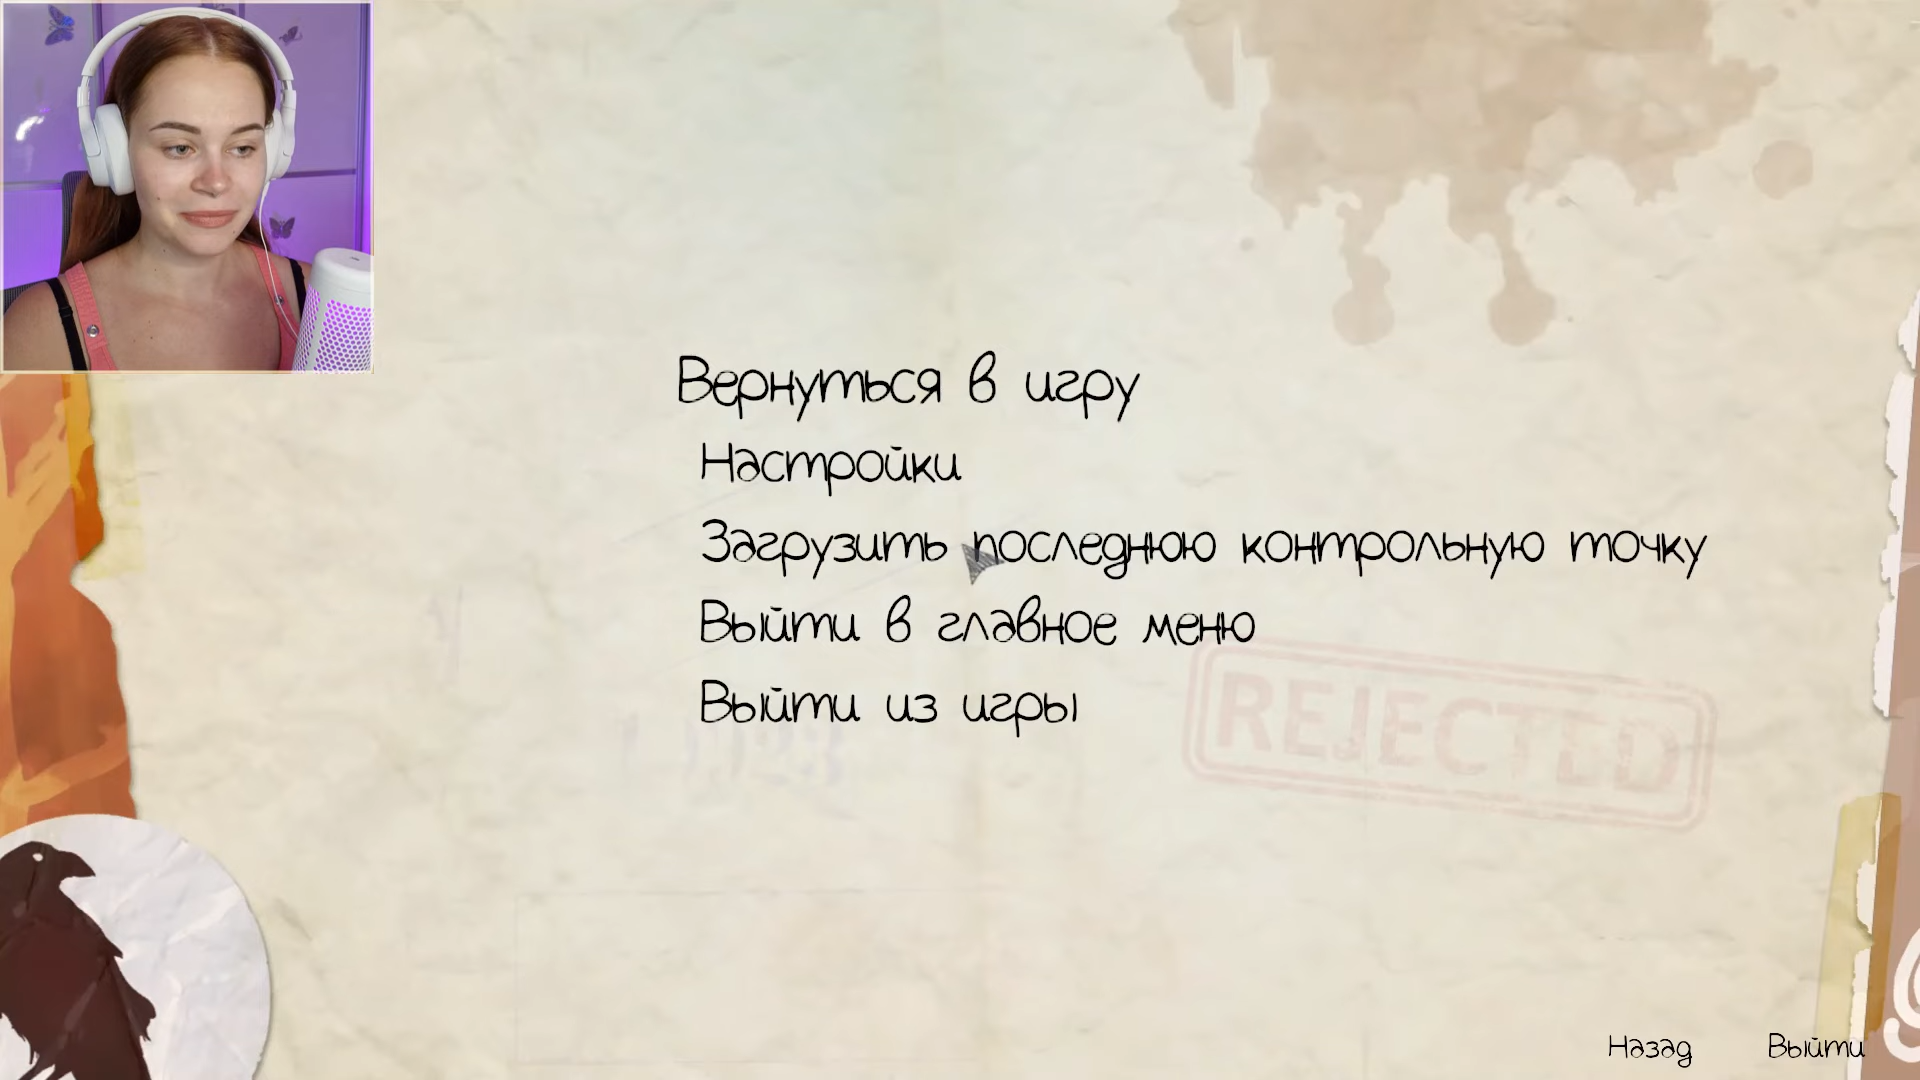 Вернуться в игру
Настройки
Загрузить последнюю контрольную точку
Выйти в главное меню
Выйти из игры
REJECTED
Назад
Выйти